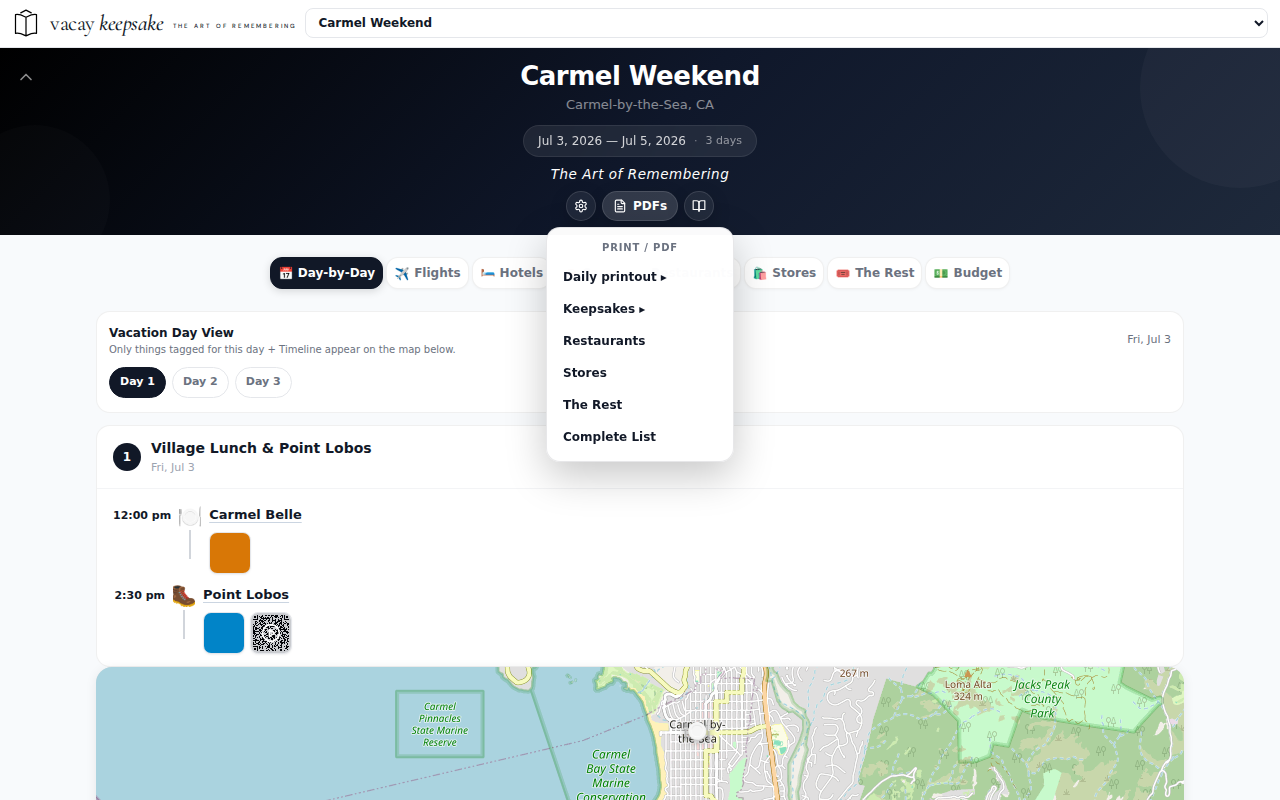 vacay keepsake THE ART OF REMEMBERING Carmel Weekend
Carmel Weekend
Carmel-by-the-Sea, CA
Jul 3, 2026 — Jul 5, 2026 · 3 days
The Art of Remembering
PDFs
PRINT / PDF
Daily printout ▸
Keepsakes ▸
Restaurants
Stores
The Rest
Complete List
Day-by-Day
Flights
Hotels
Stores
The Rest
Budget
Vacation Day View
Only things tagged for this day + Timeline appear on the map below.
Fri, Jul 3
Day 1
Day 2
Day 3
1
Village Lunch & Point Lobos
Fri, Jul 3
12:00 pm
Carmel Belle
2:30 pm
Point Lobos
Carmel
Pinnacles
State Marine
Reserve
Carmel
Bay State
Marine
Conservation
Carmel-by-
the-Sea
267 m
Loma Alta
324 m
Jacks Peak
County
Park